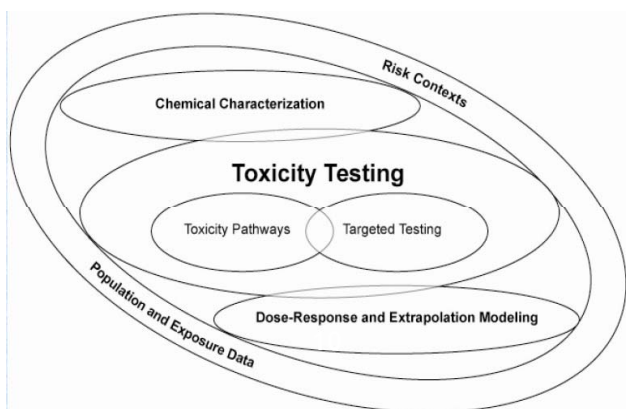 Risk Contexts
Chemical Characterization
Toxicity Testing
Toxicity Pathways
Targeted Testing
Population and Exposure Data
Dose-Response and Extrapolation Modeling